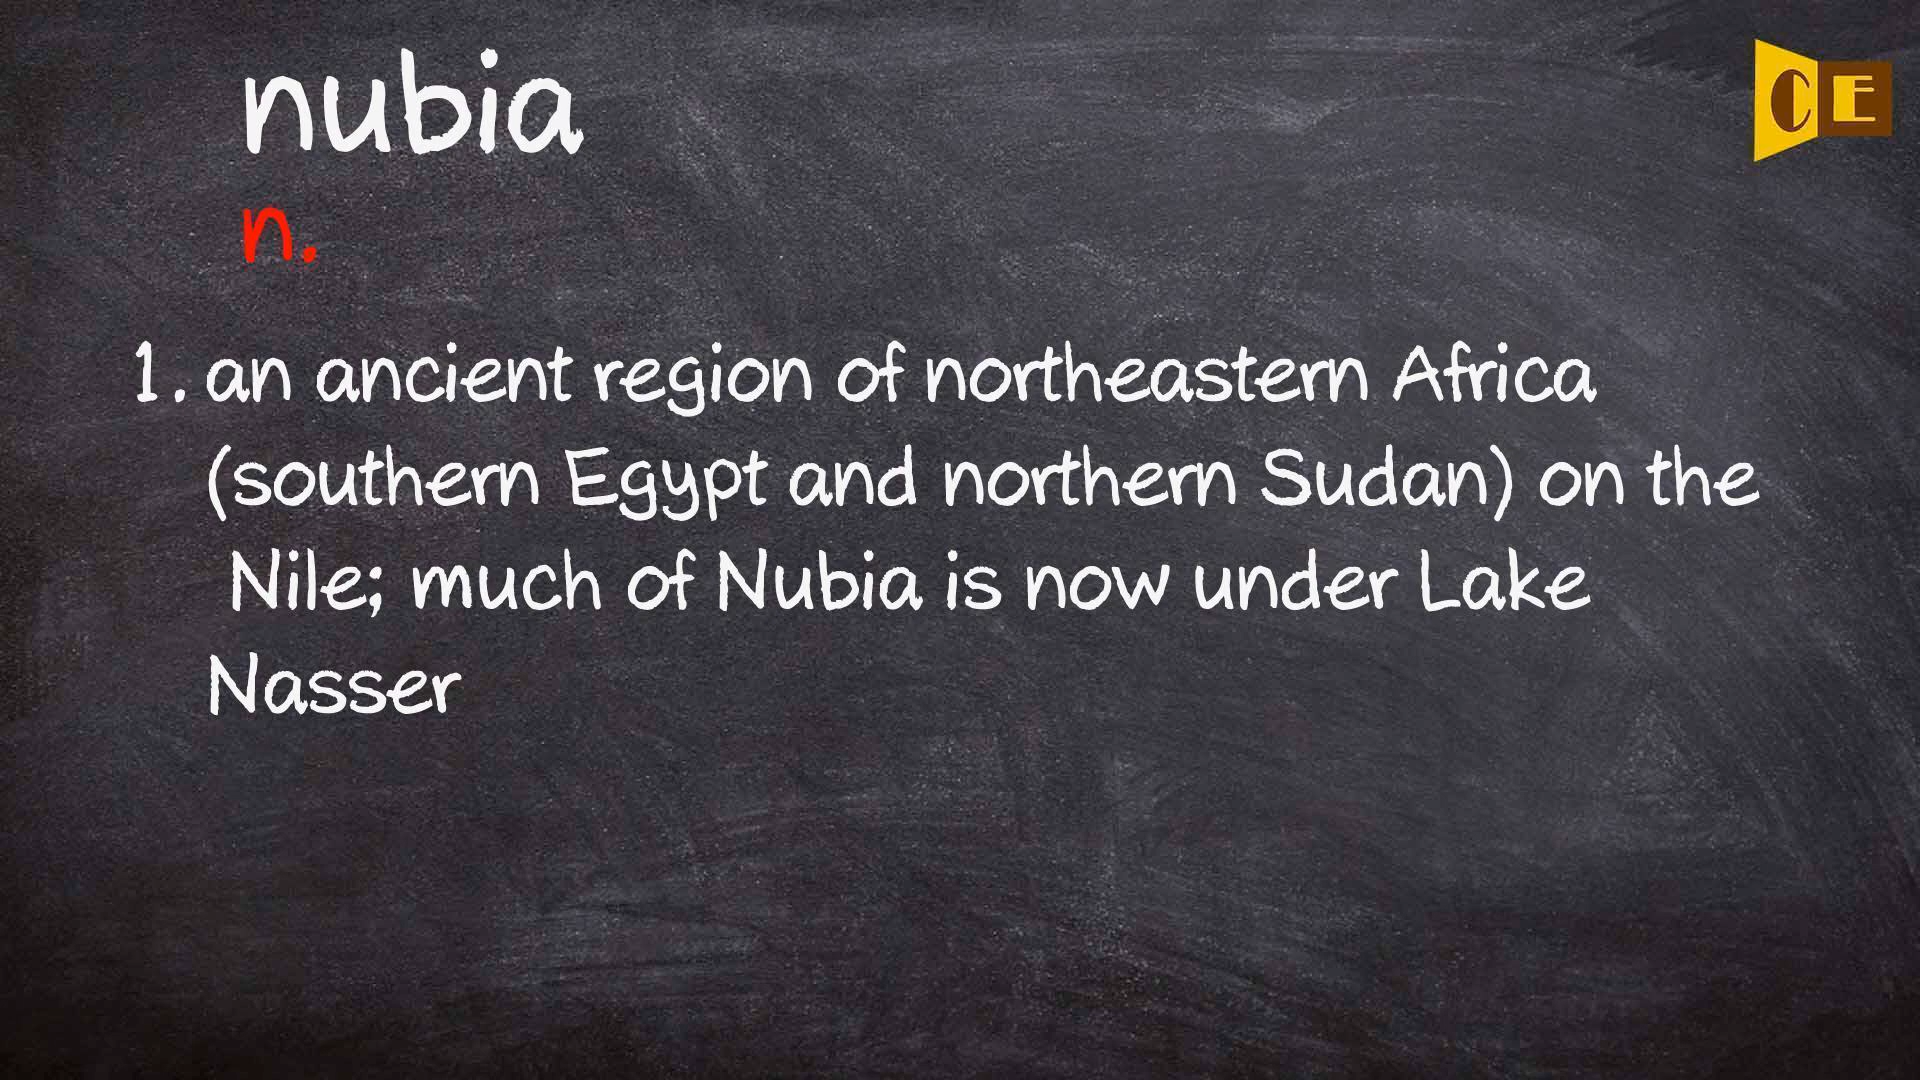 nubia
CE
n.
1. an ancient region of northeastern Africa
(southern Egypt and northern Sudan) on the
Nile; much of Nubia is now under Lake
Nasser